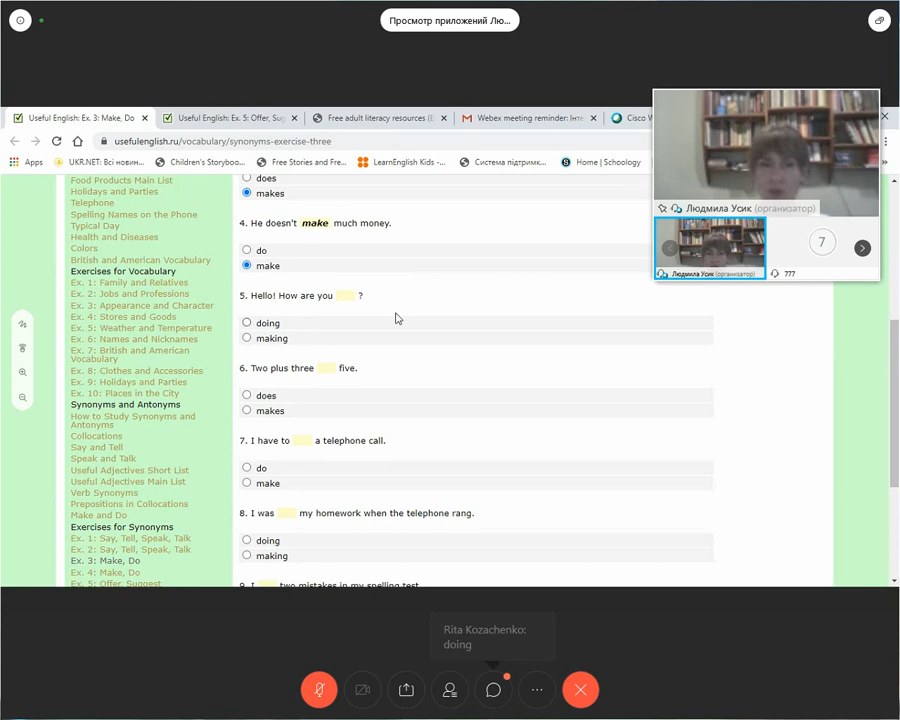 Просмотр приложений Лю...
Useful English: Ex. 3: Make, Do
Useful English: Ex. 5: Offer, Sug
Free adult literacy resources (
Webex meeting reminder: Інте
Cisco W
usefulenglish.ru/vocabulary/synonyms-exercise-three
Apps
UKR.NET: Всі новин...
Children's Storyboo...
Free Stories and Fre...
LearnEnglish Kids -...
Система підтримк...
Home | Schoology
Food Products Main List
Holidays and Parties
Telephone
Spelling Names on the Phone
Typical Day
Health and Diseases
Colors
British and American Vocabulary
Exercises for Vocabulary
Ex. 1: Family and Relatives
Ex. 2: Jobs and Professions
Ex. 3: Appearance and Character
Ex. 4: Stores and Goods
Ex. 5: Weather and Temperature
Ex. 6: Names and Nicknames
Ex. 7: British and American
Vocabulary
Ex. 8: Clothes and Accessories
Ex. 9: Holidays and Parties
Ex. 10: Places in the City
Synonyms and Antonyms
How to Study Synonyms and
Antonyms
Collocations
Say and Tell
Speak and Talk
Useful Adjectives Short List
Useful Adjectives Main List
Verb Synonyms
Prepositions in Collocations
Make and Do
Exercises for Synonyms
Ex. 1: Say, Tell, Speak, Talk
Ex. 2: Say, Tell, Speak, Talk
Ex. 3: Make, Do
Ex. 4: Make, Do
Ex. 5: Offer, Suggest
does
makes
4. He doesn't make much money.
do
make
5. Hello! How are you ?
doing
making
6. Two plus three five.
does
makes
7. I have to a telephone call.
do
make
8. I was my homework when the telephone rang.
doing
making
9. I two mistakes in my spelling test.
Людмила Усик (организатор)
Людмила Усик (организатор)
7
777
Rita Kozachenko:
doing